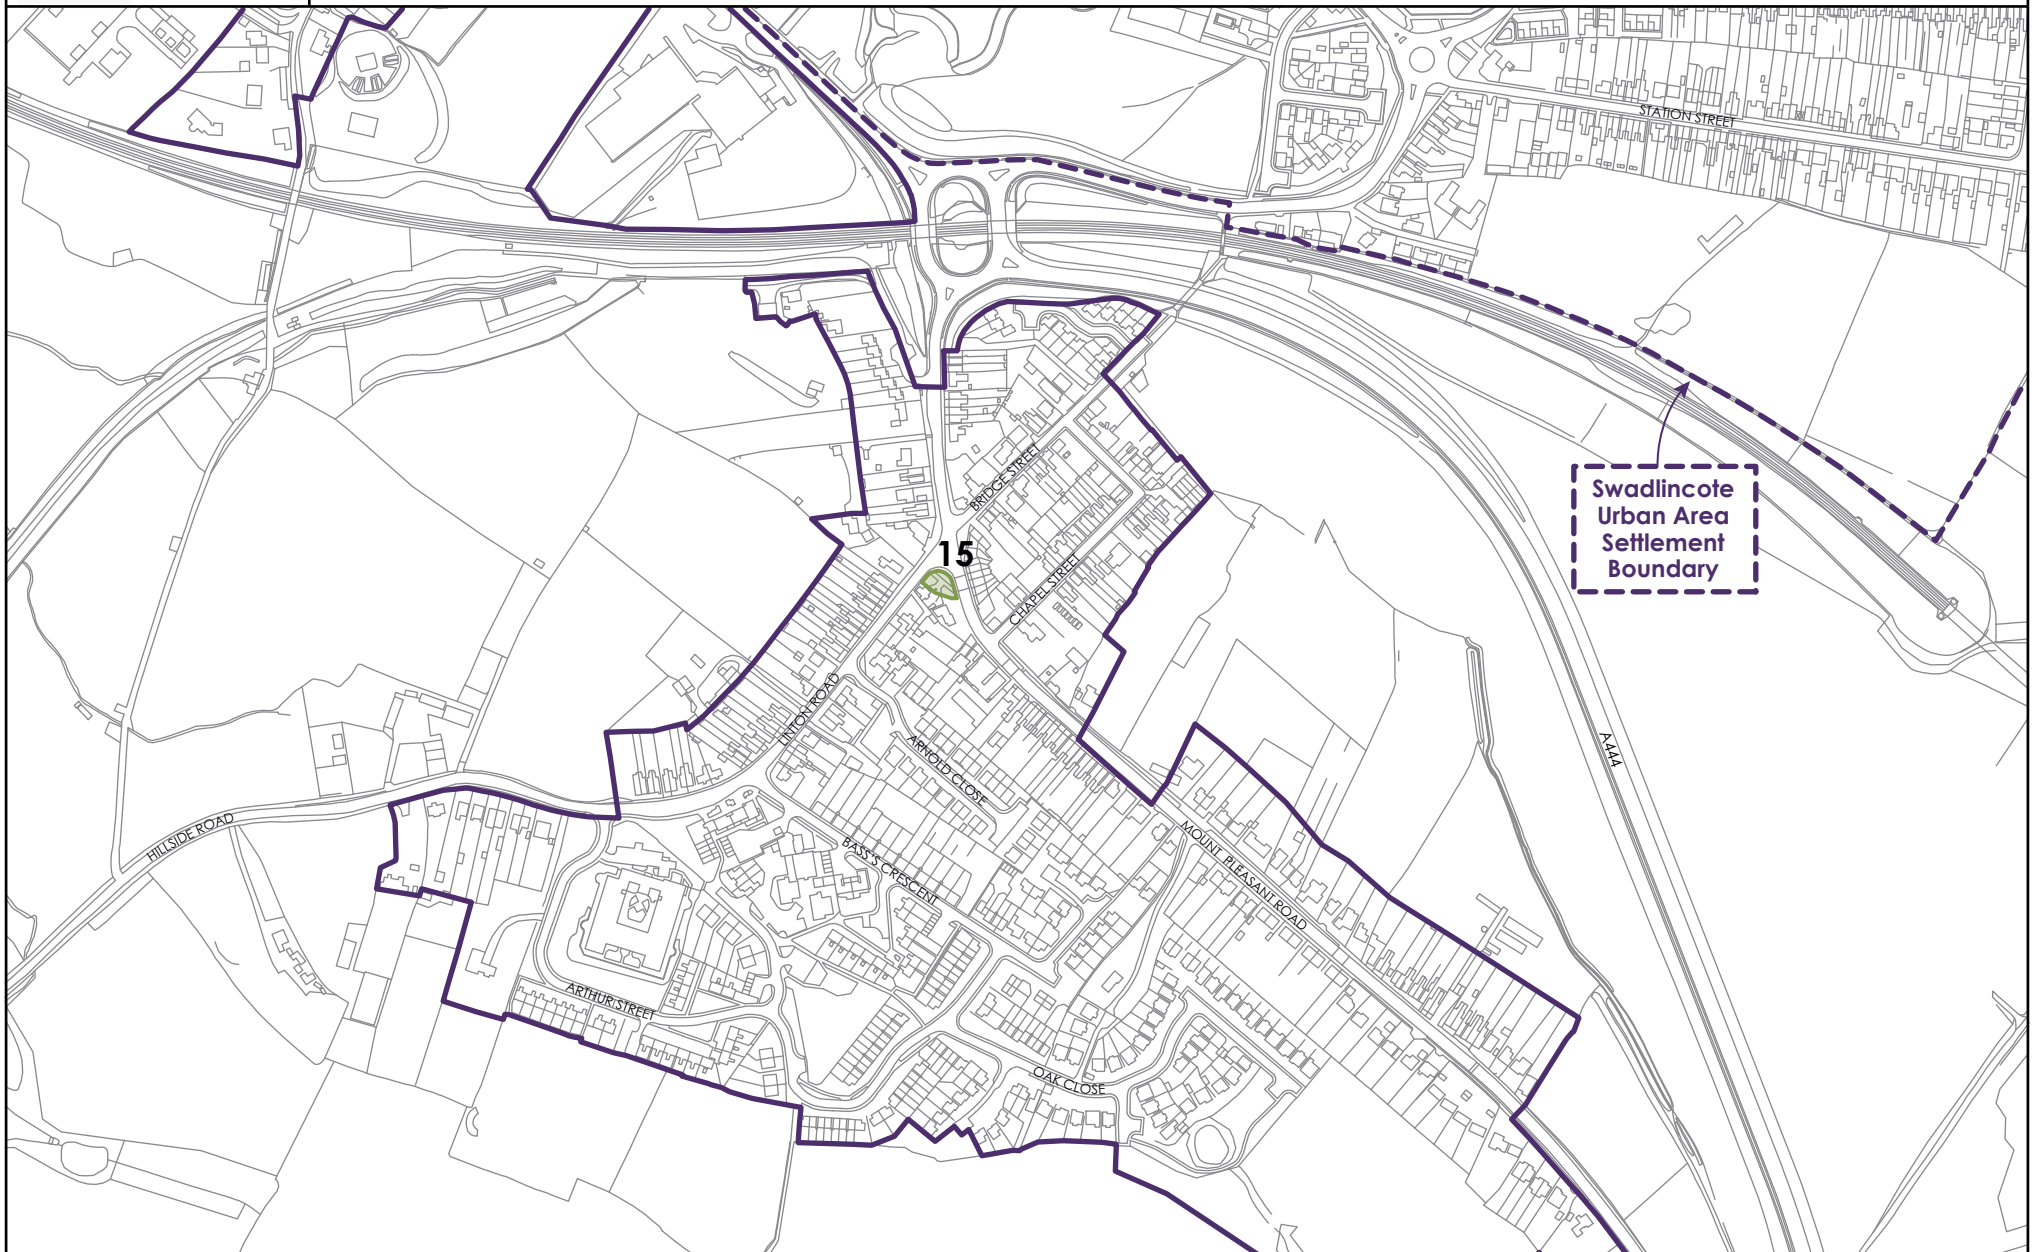 STATION STREET
BRIDGE STREET
Swadlincote
Urban Area
Settlement
Boundary
15
CHAPEL STREET
LINTON ROAD
ARNOLD CLOSE
A444
HILLSIDE ROAD
BASS'S CRESCENT
MOUNT PLEASANT ROAD
ARTHUR STREET
OAK CLOSE